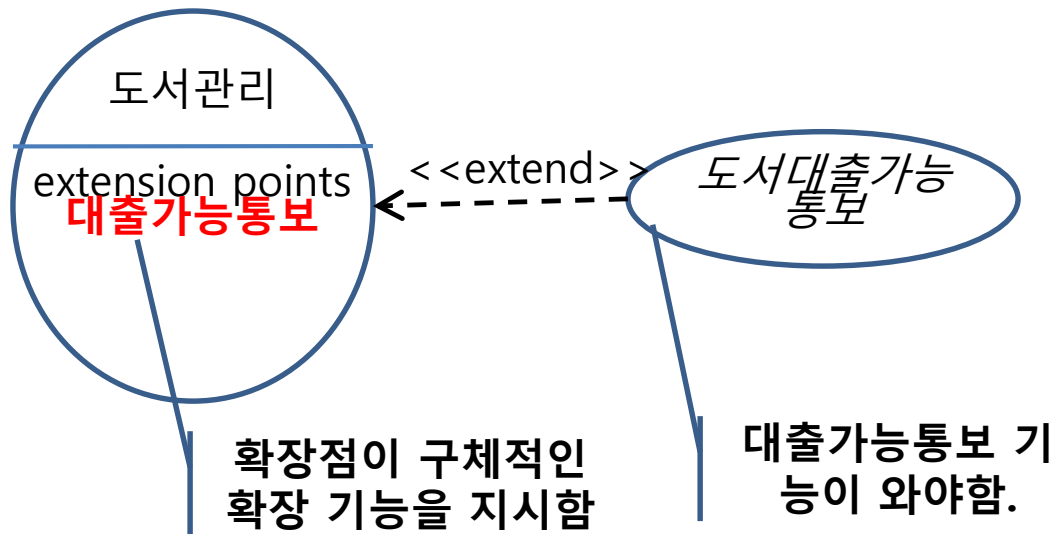 도서관리
extension points
대출가능통보
<<extend>>
도서대출가능
통보
확장점이 구체적인
확장 기능을 지시함
대출가능통보 기
능이 와야함.